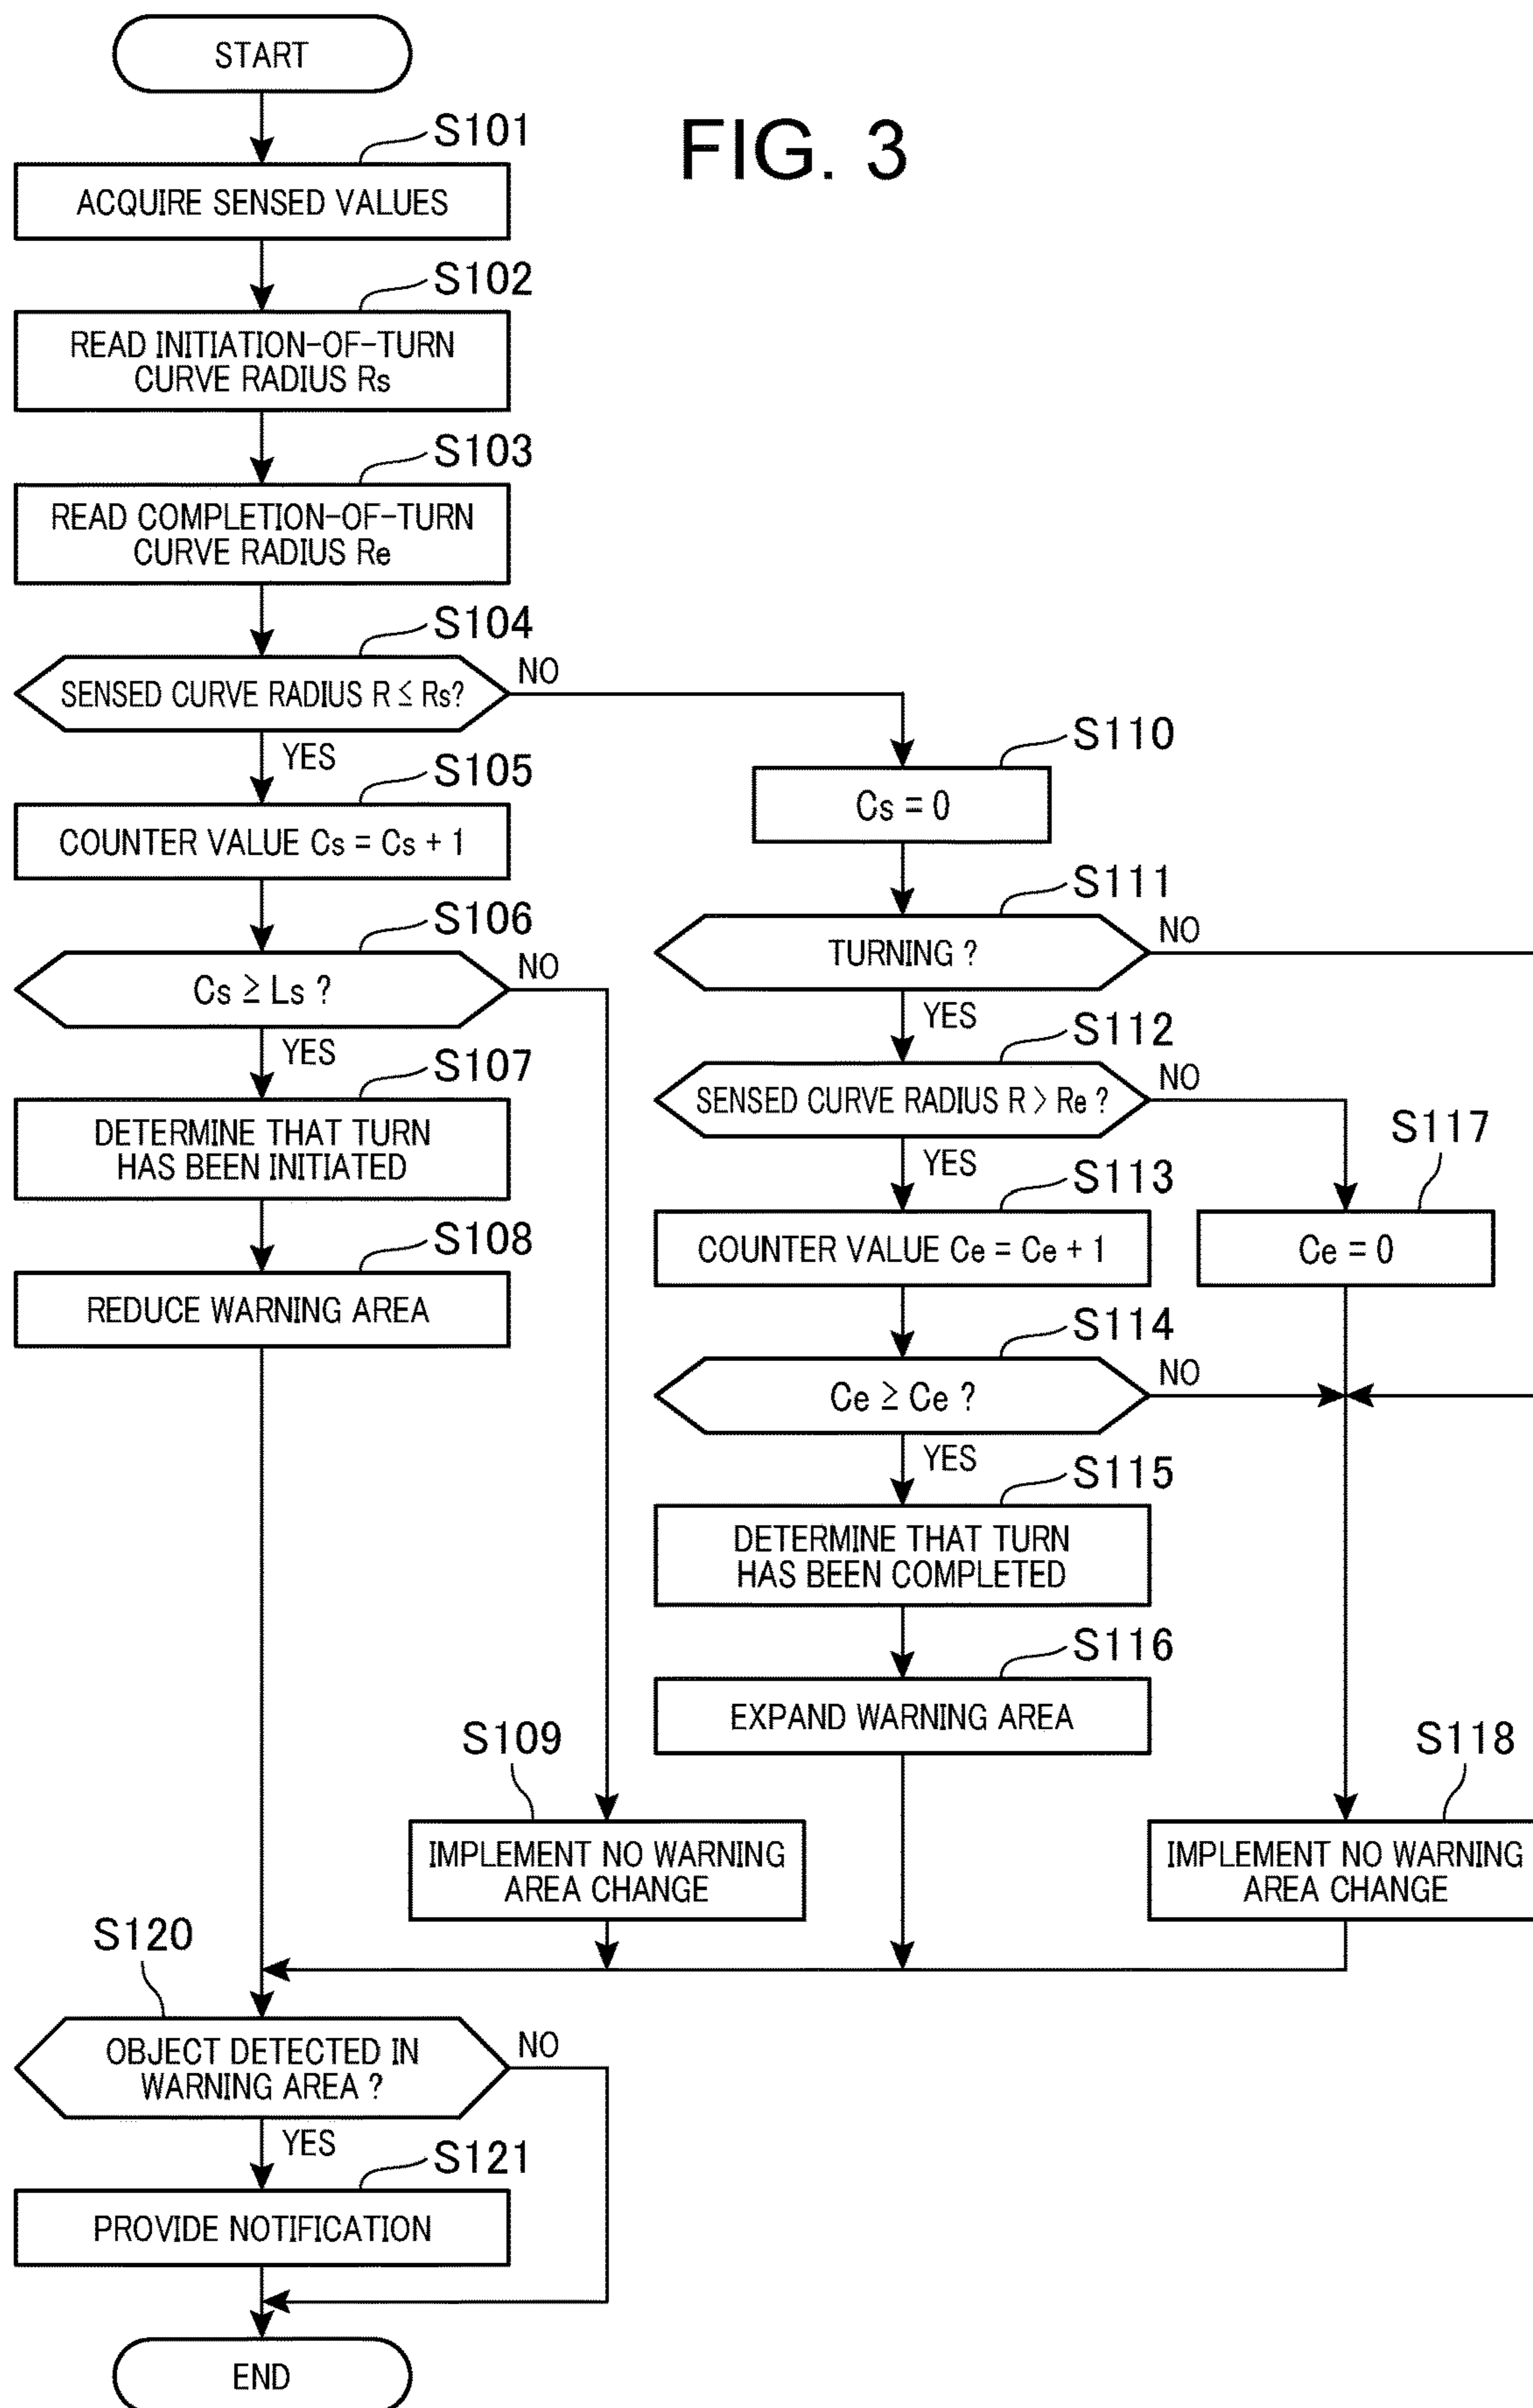 START
FIG. 3
S101
ACQUIRE SENSED VALUES
S102
READ INITIATION-OF-TURN
CURVE RADIUS Rs
S103
READ COMPLETION-OF-TURN
CURVE RADIUS Re
S104
SENSED CURVE RADIUS R ≤ Rs?
NO
YES
S105
COUNTER VALUE Cs = Cs + 1
S106
Cs ≥ Ls ?
NO
YES
S107
DETERMINE THAT TURN
HAS BEEN INITIATED
S108
REDUCE WARNING AREA
S109
IMPLEMENT NO WARNING
AREA CHANGE
S110
Cs = 0
S111
TURNING ?
NO
YES
S112
SENSED CURVE RADIUS R > Re ?
NO
YES
S113
COUNTER VALUE Ce = Ce + 1
S114
Ce ≥ Ce ?
NO
YES
S115
DETERMINE THAT TURN
HAS BEEN COMPLETED
S116
EXPAND WARNING AREA
S117
Ce = 0
S118
IMPLEMENT NO WARNING
AREA CHANGE
S120
OBJECT DETECTED IN
WARNING AREA ?
NO
YES
S121
PROVIDE NOTIFICATION
END